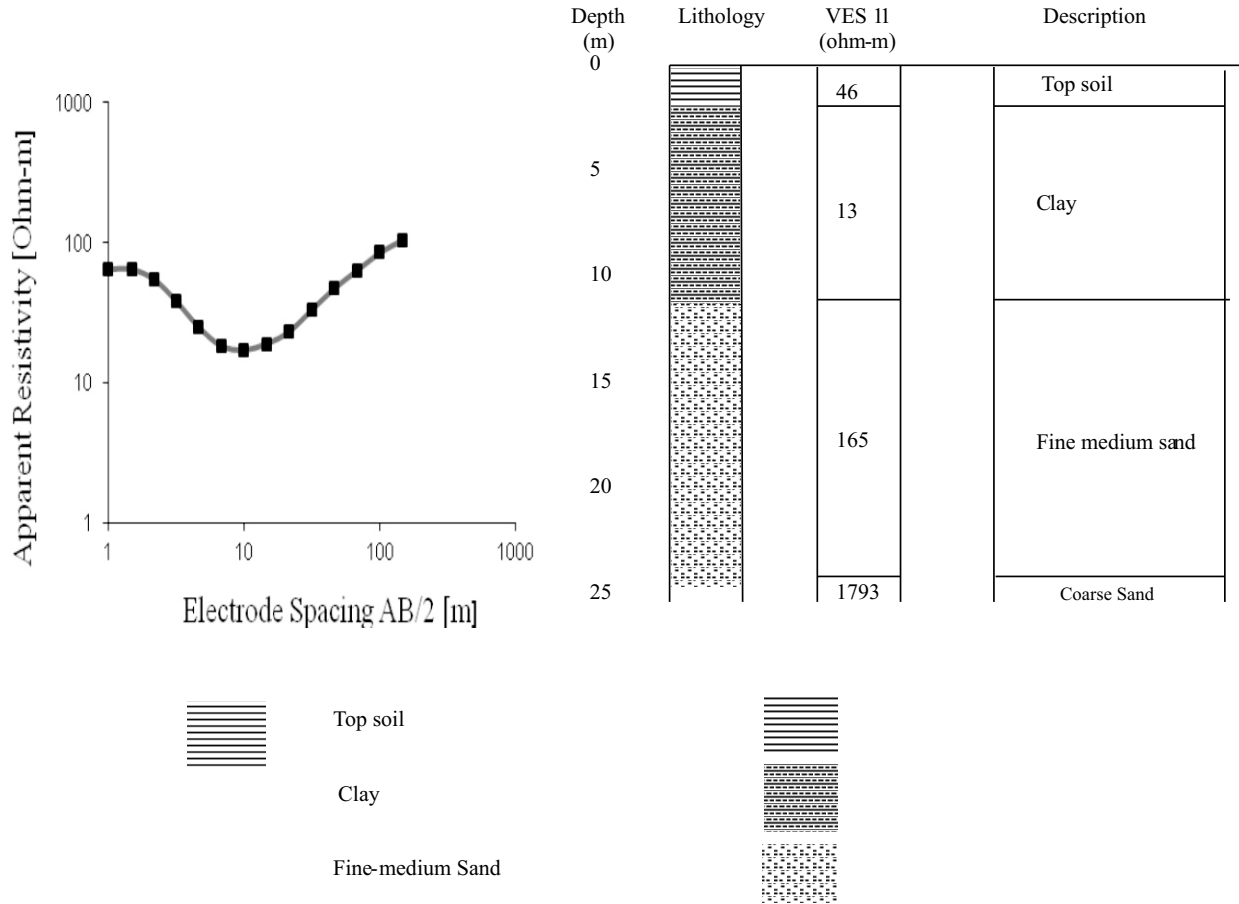 Apparent Resistivity [Ohm-m]
1000
100
10
1
1 10 100 1000
Electrode Spacing AB/2 [m]
Depth Lithology VES 11 Description
(m) (ohm-m)
0
5
10
15
20
25
46
13
165
1793
Top soil
Clay
Fine medium sand
Coarse Sand
Top soil
Clay
Fine-medium Sand